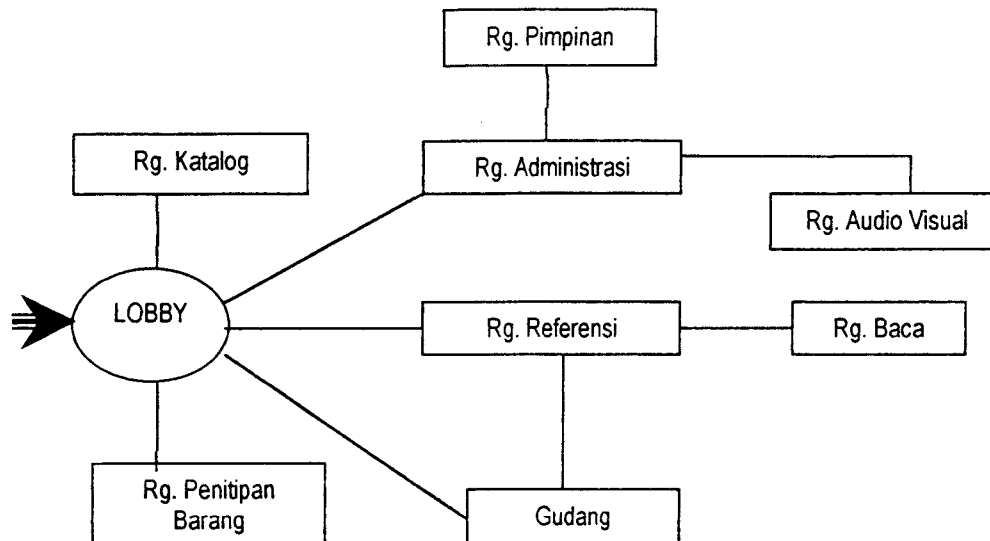 Rg. Pimpinan
Rg. Katalog
Rg. Administrasi
Rg. Audio Visual
LOBBY
Rg. Referensi
Rg. Baca
Rg. Penitipan
Barang
Gudang